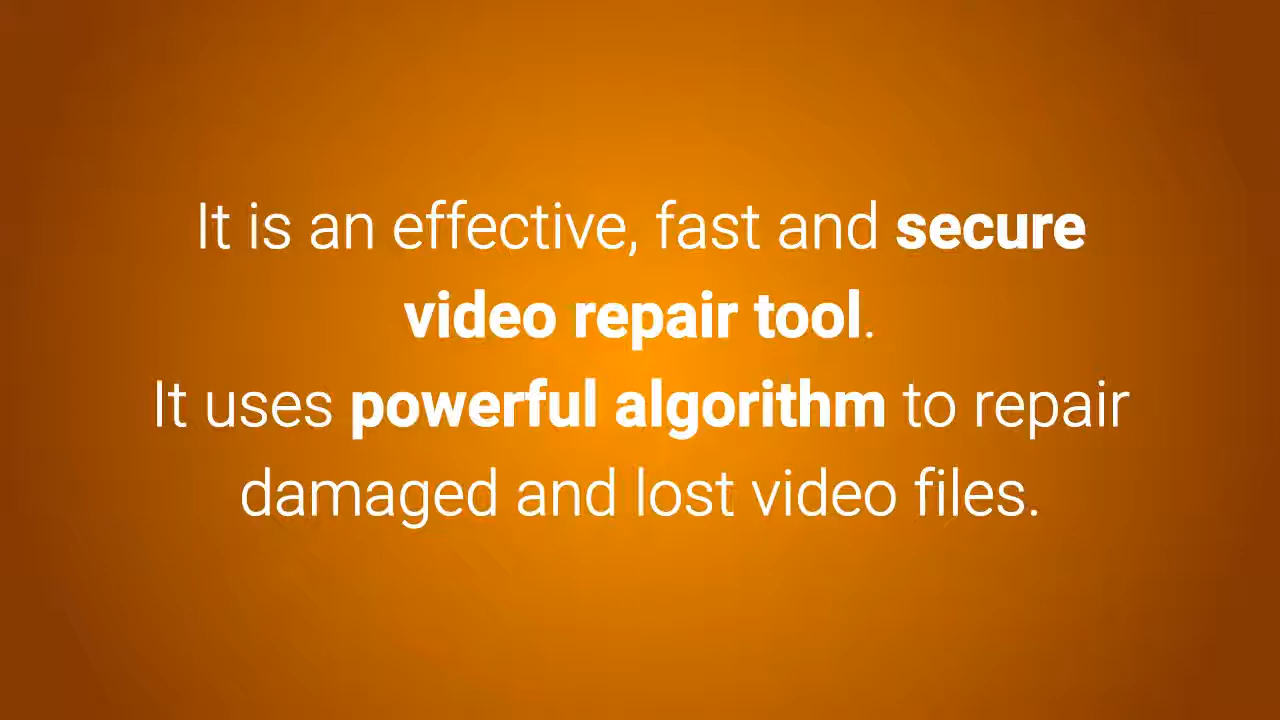 It is an effective, fast and secure
video repair tool.
It uses powerful algorithm to repair
damaged and lost video files.